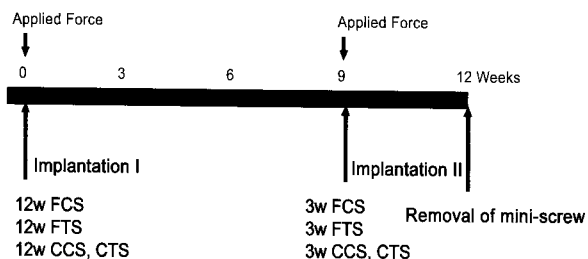 Applied Force
Applied Force
0 3 6 9 12 Weeks
Implantation I
Implantation II
12w FCS
12w FTS
12w CCS, CTS
3w FCS
3w FTS
3w CCS, CTS
Removal of mini-screw